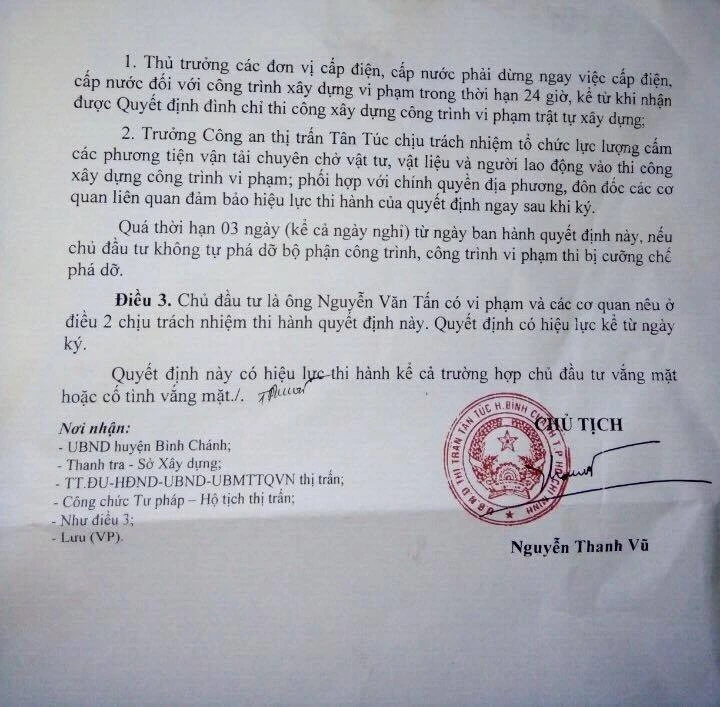 1. Thủ trưởng các đơn vị cấp điện, cấp nước phải dừng ngay việc cấp điện,
cấp nước đối với công trình xây dựng vi phạm trong thời hạn 24 giờ, kể từ khi nhận
được Quyết định đình chỉ thi công xây dựng công trình vi phạm trật tự xây dựng;
2. Trưởng Công an thị trấn Tân Túc chịu trách nhiệm tổ chức lực lượng cấm
các phương tiện vận tải chuyên chở vật tư, vật liệu và người lao động vào thi công
xây dựng công trình vi phạm; phối hợp với chính quyền địa phương, đôn đốc các cơ
quan liên quan đảm bảo hiệu lực thi hành của quyết định ngay sau khi ký.
Quá thời hạn 03 ngày (kể cả ngày nghỉ) từ ngày ban hành quyết định này, nếu
chủ đầu tư không tự phá dỡ bộ phận công trình, công trình vi phạm thì bị cưỡng chế
phá dỡ.
Điều 3. Chủ đầu tư là ông Nguyễn Văn Tấn có vi phạm và các cơ quan nêu ở
điều 2 chịu trách nhiệm thi hành quyết định này. Quyết định có hiệu lực kể từ ngày
ký.
Quyết định này có hiệu lực thi hành kể cả trường hợp chủ đầu tư vắng mặt
hoặc cố tình vắng mặt./.
Nơi nhận:
- UBND huyện Bình Chánh;
- Thanh tra - Sở Xây dựng;
- TT.ĐU-HĐND-UBND-UBMTTQVN thị trấn;
- Công chức Tư pháp – Hộ tịch thị trấn;
- Như điều 3;
- Lưu (VP).
CHỦ TỊCH
U.B.N.D THỊ TRẤN TÂN TÚC H.BÌNH CHÁNH T.P HỒ CHÍ MINH
Nguyễn Thanh Vũ